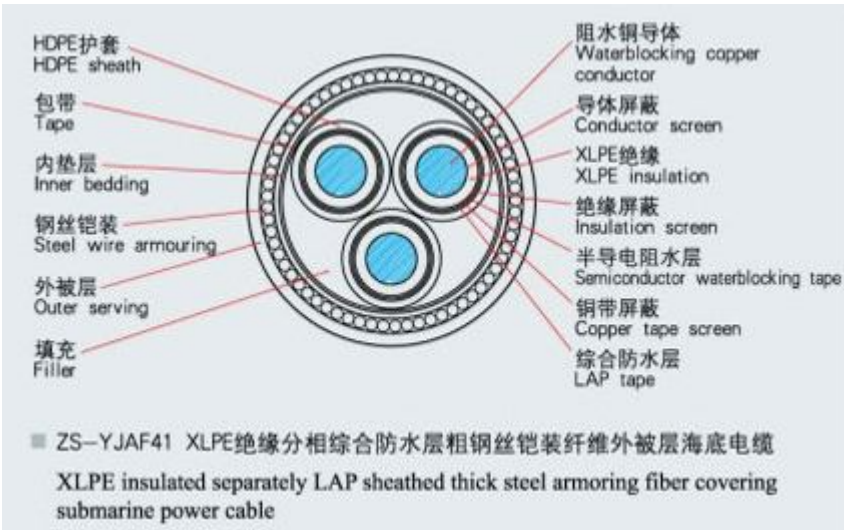 HDPE护套
HDPE sheath
包带
Tape
内垫层
Inner bedding
钢丝铠装
Steel wire armouring
外被层
Outer serving
填充
Filler
阻水铜导体
Waterblocking copper
conductor
导体屏蔽
Conductor screen
XLPE绝缘
XLPE insulation
绝缘屏蔽
Insulation screen
半导电阻水层
Semiconductor waterblocking tape
铜带屏蔽
Copper tape screen
综合防水层
LAP tape
ZS-YJAF41 XLPE绝缘分相综合防水层粗钢丝铠装纤维外被层海底电缆
XLPE insulated separately LAP sheathed thick steel armoring fiber covering
submarine power cable